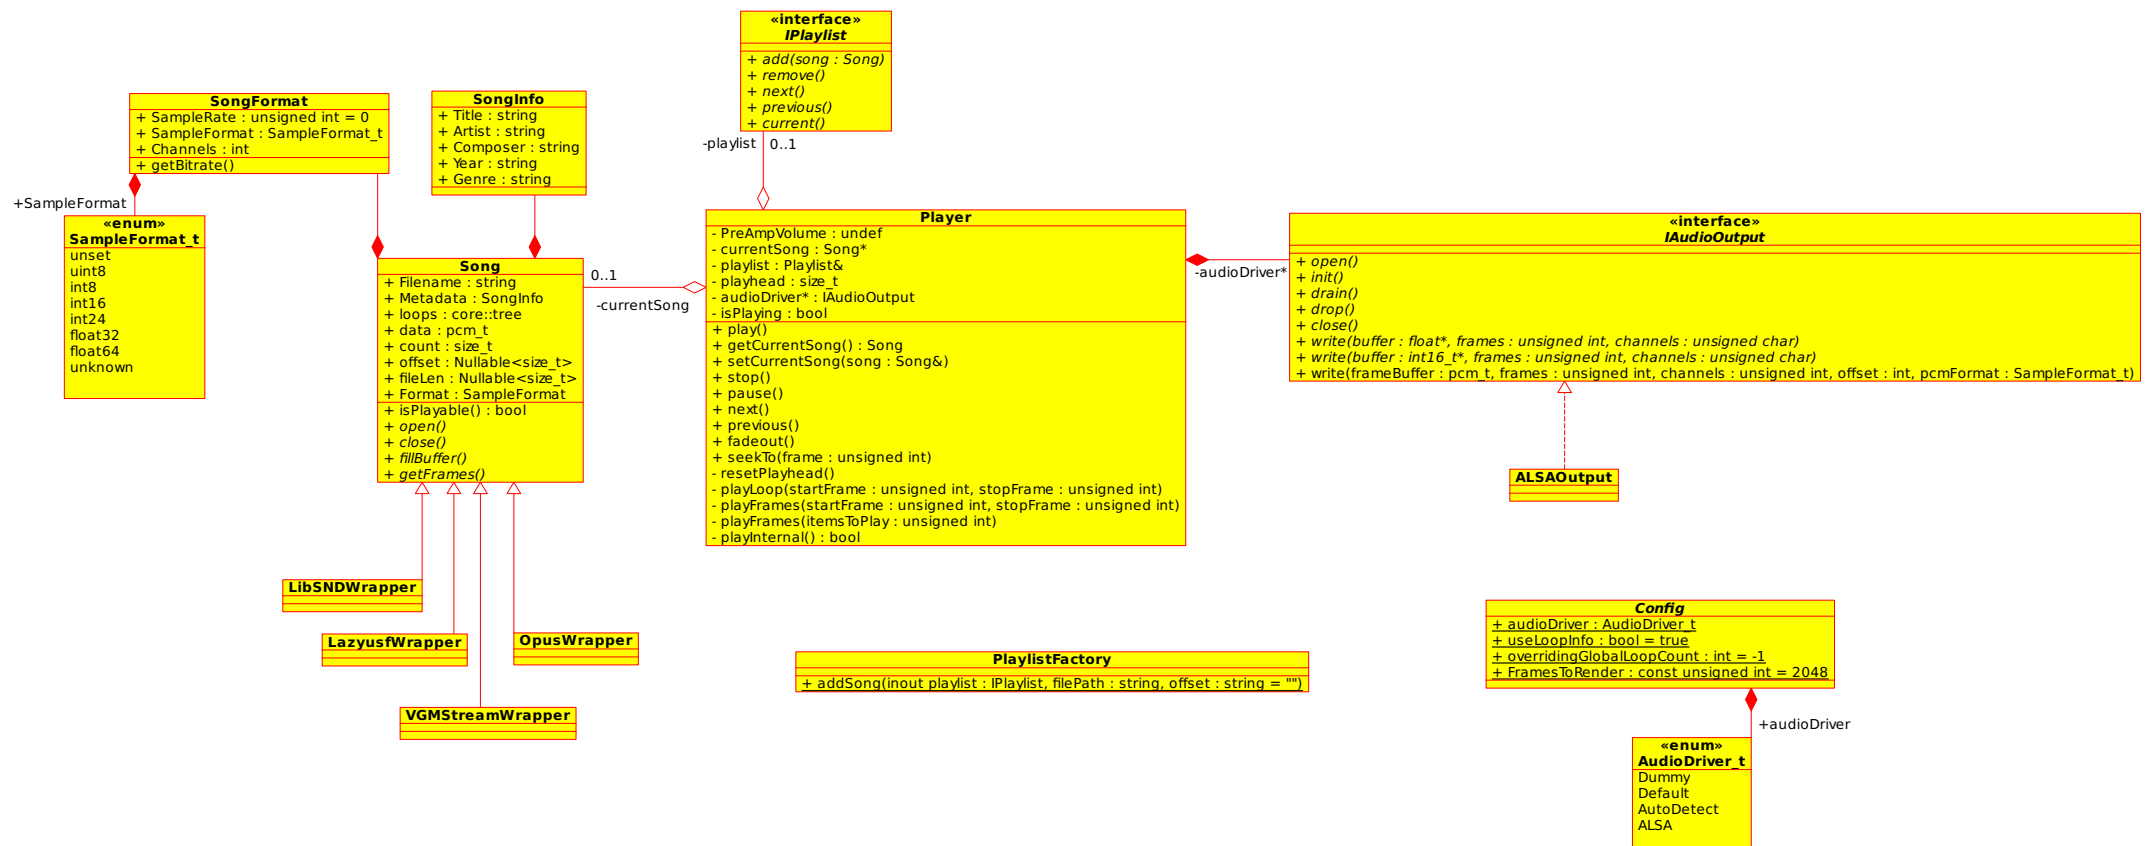 «interface»
IPlaylist
+ add(song : Song)
+ remove()
+ next()
+ previous()
+ current()
-playlist
0..1
SongFormat
+ SampleRate : unsigned int = 0
+ SampleFormat : SampleFormat_t
+ Channels : int
+ getBitrate()
SongInfo
+ Title : string
+ Artist : string
+ Composer : string
+ Year : string
+ Genre : string
+SampleFormat
«enum»
SampleFormat_t
unset
uint8
int8
int16
int24
float32
float64
unknown
Song
+ Filename : string
+ Metadata : SongInfo
+ loops : core::tree
+ data : pcm_t
+ count : size_t
+ offset : Nullable<size_t>
+ fileLen : Nullable<size_t>
+ Format : SampleFormat
+ isPlayable() : bool
+ open()
+ close()
+ fillBuffer()
+ getFrames()
0..1
-currentSong
Player
- PreAmpVolume : undef
- currentSong : Song*
- playlist : Playlist&
- playhead : size_t
- audioDriver* : IAudioOutput
- isPlaying : bool
+ play()
+ getCurrentSong() : Song
+ setCurrentSong(song : Song&)
+ stop()
+ pause()
+ next()
+ previous()
+ fadeout()
+ seekTo(frame : unsigned int)
- resetPlayhead()
- playLoop(startFrame : unsigned int, stopFrame : unsigned int)
- playFrames(startFrame : unsigned int, stopFrame : unsigned int)
- playFrames(itemsToPlay : unsigned int)
- playInternal() : bool
-audioDriver*
«interface»
IAudioOutput
+ open()
+ init()
+ drain()
+ drop()
+ close()
+ write(buffer : float*, frames : unsigned int, channels : unsigned char)
+ write(buffer : int16_t*, frames : unsigned int, channels : unsigned char)
+ write(frameBuffer : pcm_t, frames : unsigned int, channels : unsigned int, offset : int, pcmFormat : SampleFormat_t)
ALSAOutput
LibSNDWrapper
LazyusfWrapper
OpusWrapper
VGMStreamWrapper
PlaylistFactory
+ addSong(inout playlist : IPlaylist, filePath : string, offset : string = "")
Config
+ audioDriver : AudioDriver_t
+ useLoopInfo : bool = true
+ overridingGlobalLoopCount : int = -1
+ FramesToRender : const unsigned int = 2048
+audioDriver
«enum»
AudioDriver_t
Dummy
Default
AutoDetect
ALSA